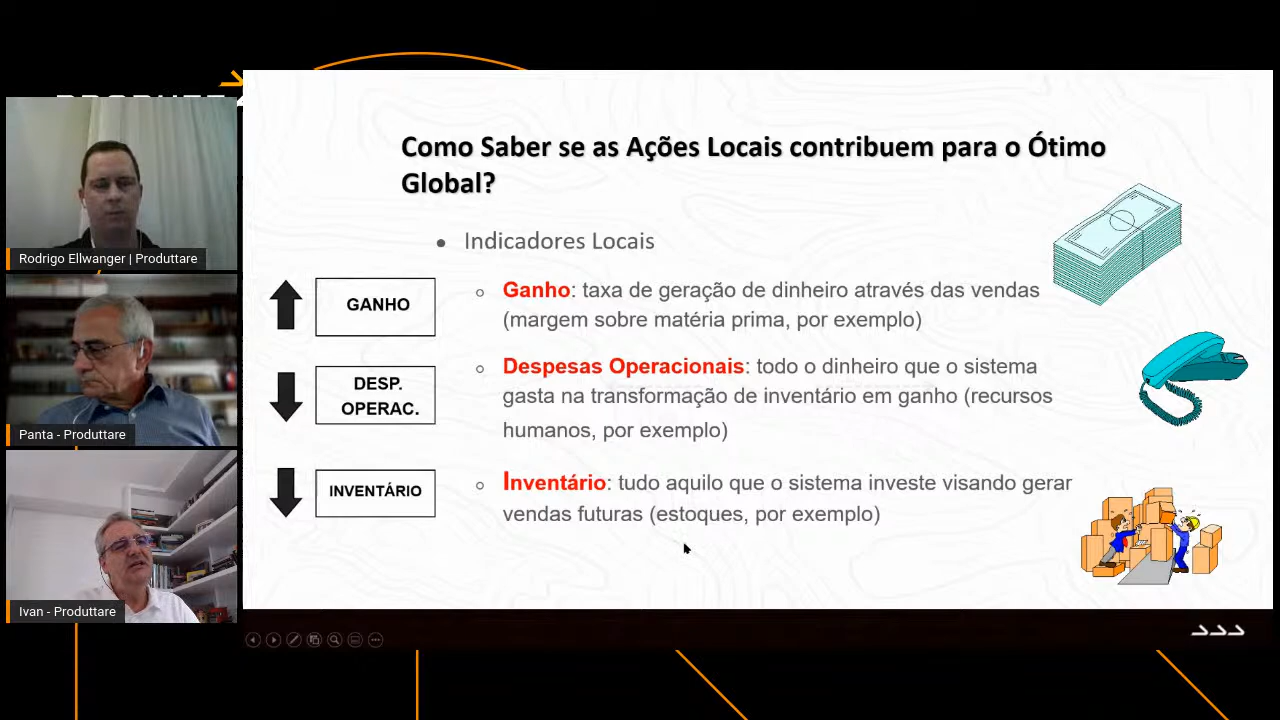 Como Saber se as Ações Locais contribuem para o Ótimo
Global?
Indicadores Locais
GANHO
Ganho: taxa de geração de dinheiro através das vendas
(margem sobre matéria prima, por exemplo)
DESP.
OPERAC.
Despesas Operacionais: todo o dinheiro que o sistema
gasta na transformação de inventário em ganho (recursos
humanos, por exemplo)
INVENTÁRIO
Inventário: tudo aquilo que o sistema investe visando gerar
vendas futuras (estoques, por exemplo)
Rodrigo Ellwanger | Produttare
Panta - Produttare
Ivan - Produttare